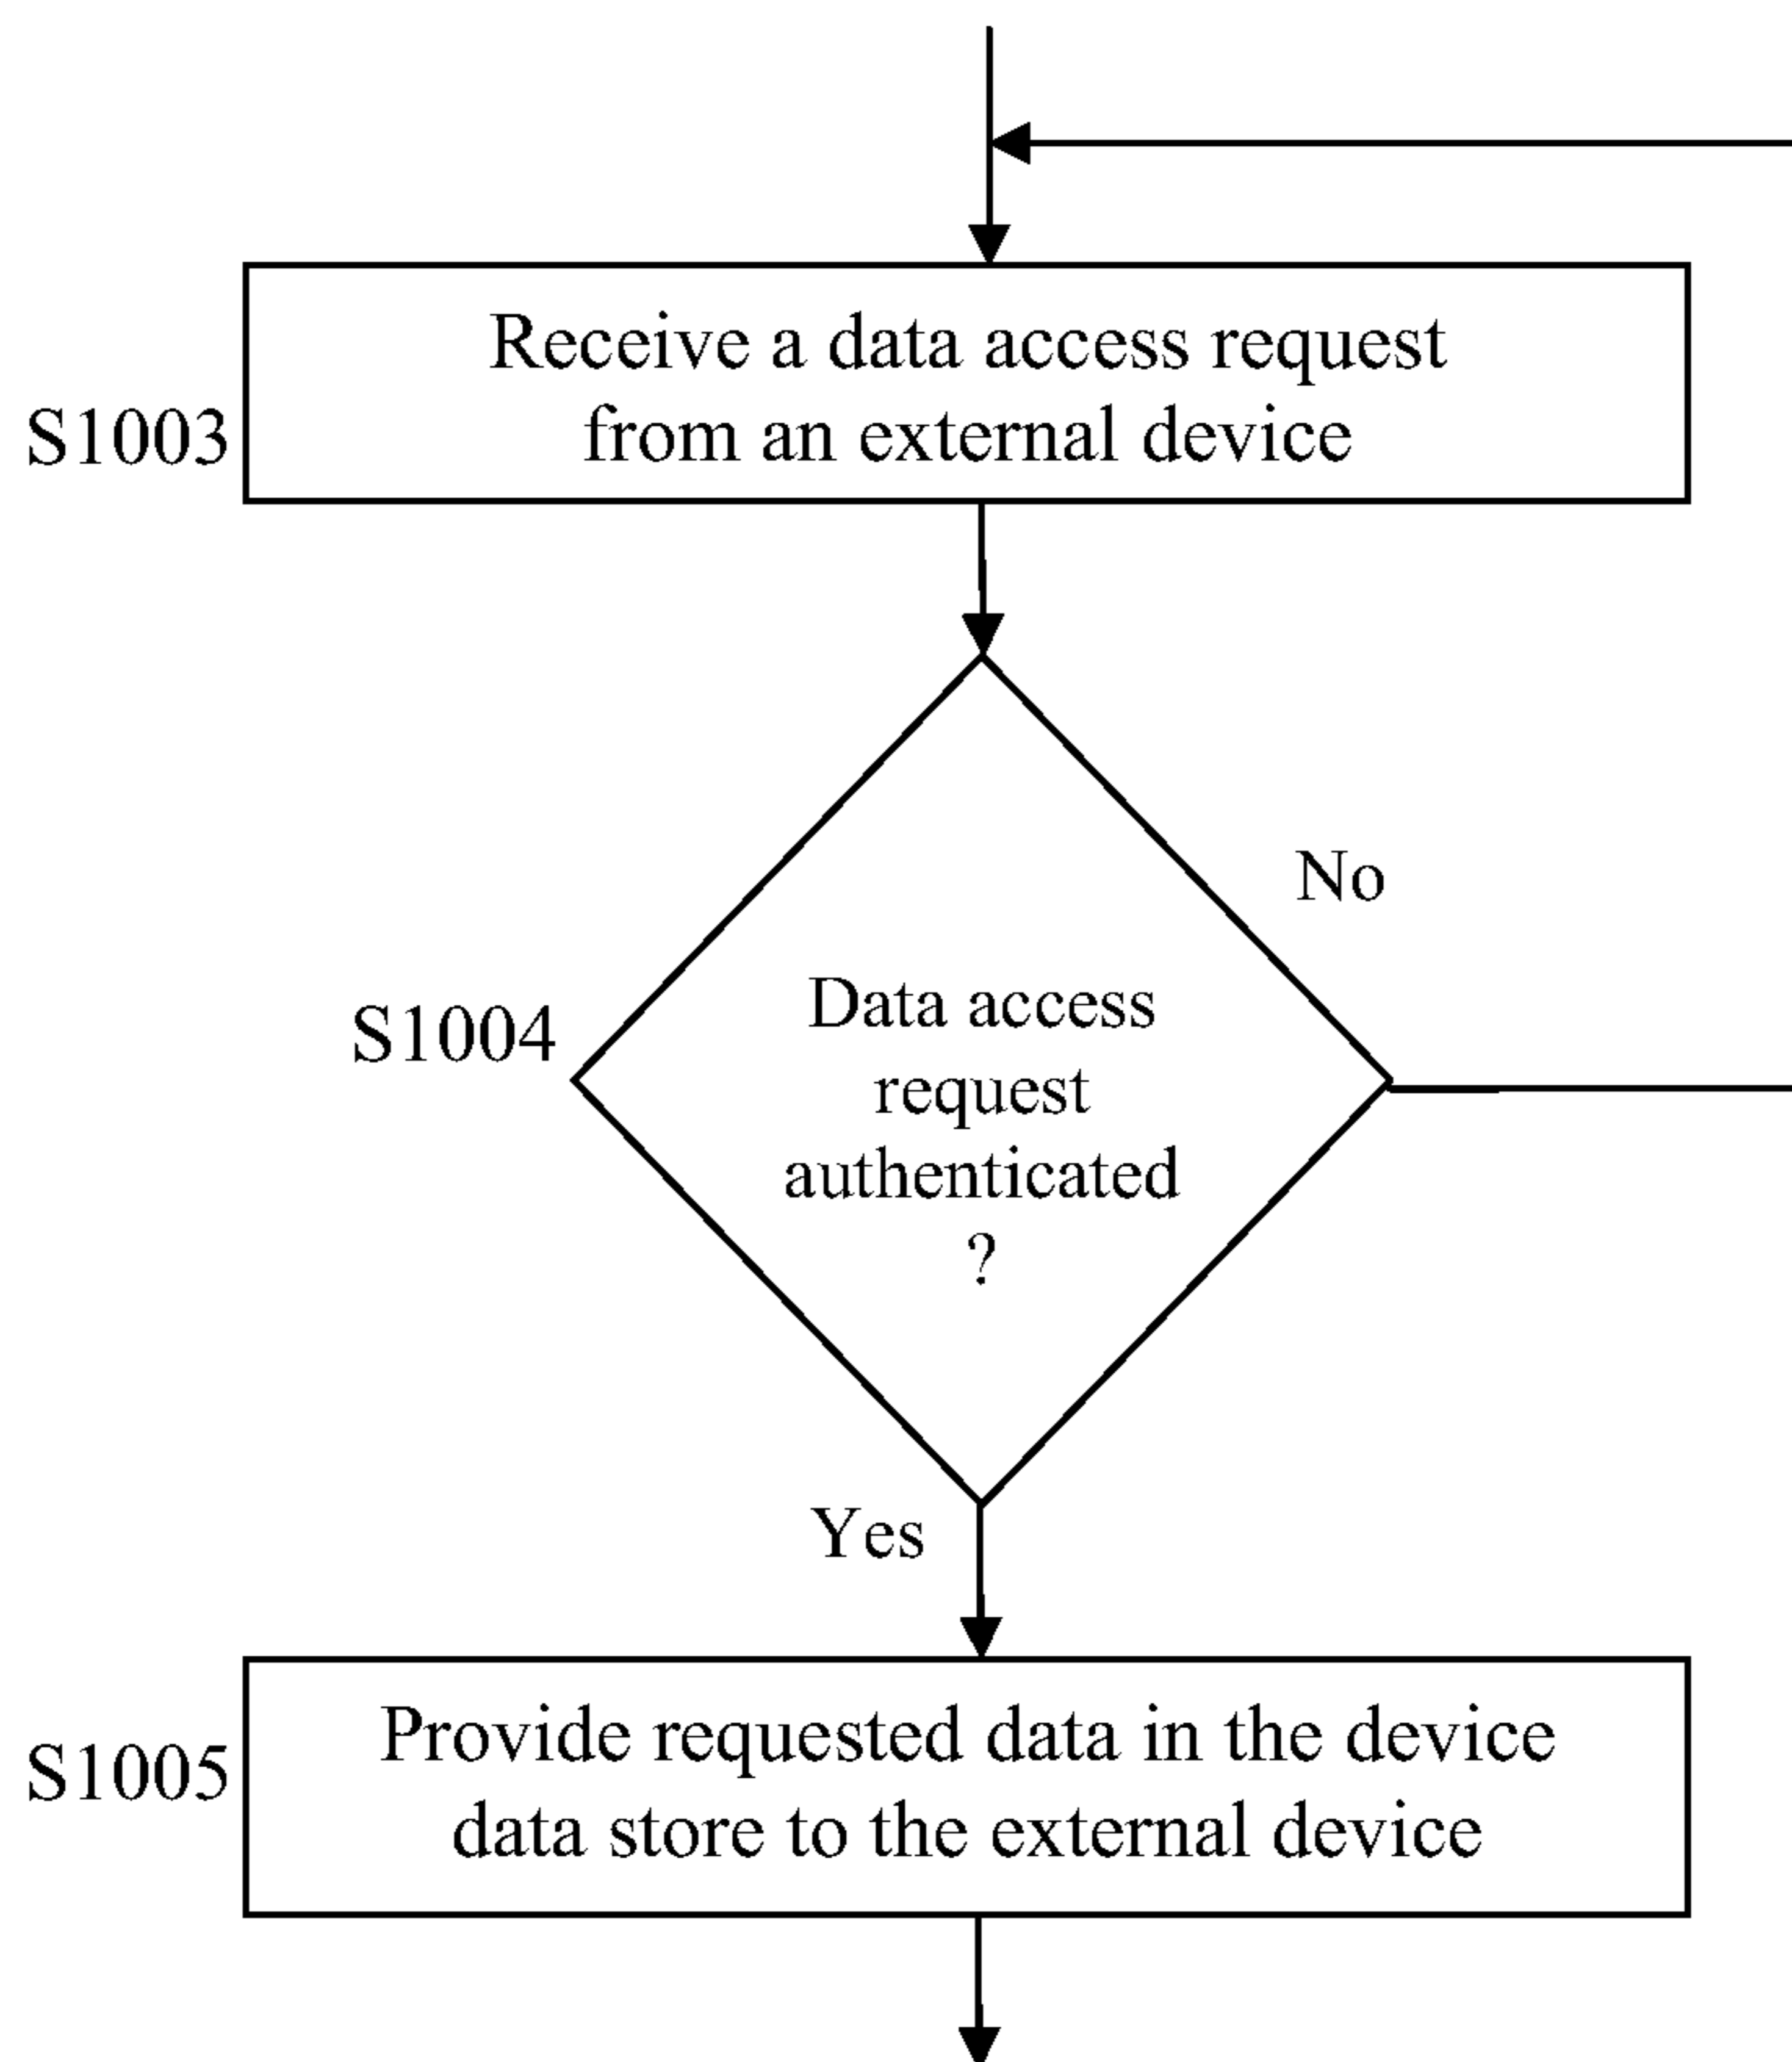 Receive a data access request
from an external device
S1003
No
S1004
Data access
request
authenticated
?
Yes
Provide requested data in the device
data store to the external device
S1005